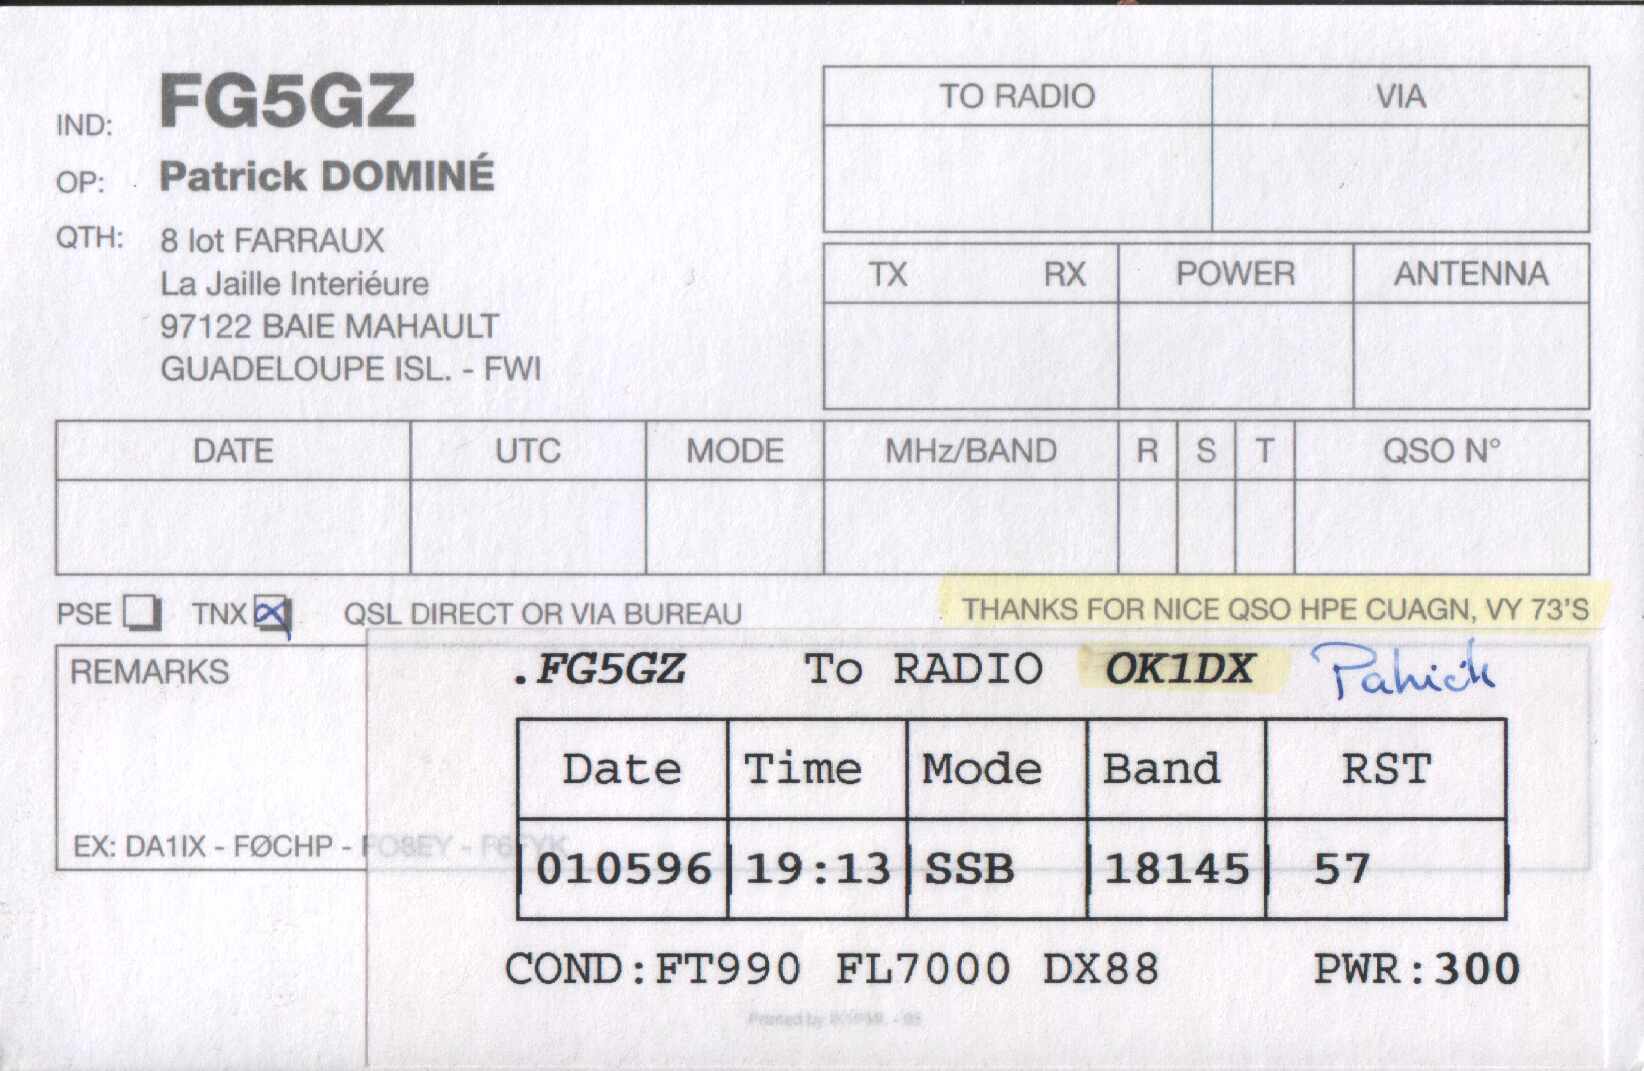 IND: FG5GZ
OP: Patrick DOMINÉ
QTH: 8 lot FARRAUX
La Jaille Interiéure
97122 BAIE MAHAULT
GUADELOUPE ISL. - FWI
TO RADIO VIA
TX RX POWER ANTENNA
DATE UTC MODE MHz/BAND R S T QSO N°
PSE TNX QSL DIRECT OR VIA BUREAU THANKS FOR NICE QSO HPE CUAGN, VY 73'S
REMARKS
.FG5GZ To RADIO OK1DX Patrick
Date Time Mode Band RST
EX: DA1IX - FØCHP - FO8EY -
010596 19:13 SSB 18145 57
COND:FT990 FL7000 DX88 PWR:300
Printed by